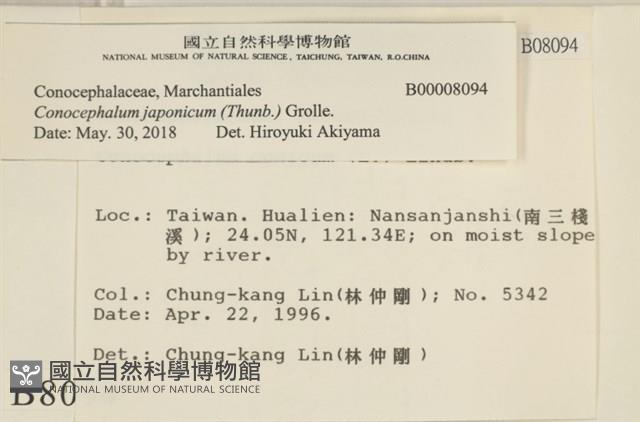 國立自然科學博物館
NATIONAL MUSEUM OF NATURAL SCIENCE, TAICHUNG, TAIWAN, R.O.CHINA
B08094
Conocephalaceae, Marchantiales B00008094
Conocephalum japonicum (Thunb.) Grolle.
Date: May. 30, 2018 Det. Hiroyuki Akiyama
Loc.: Taiwan. Hualien: Nansanjanshi(南三棧
溪); 24.05N, 121.34E; on moist slope
by river.
Col.: Chung-kang Lin(林仲剛); No. 5342
Date: Apr. 22, 1996.
Det.: Chung-kang Lin(林仲剛)
國立自然科學博物館
NATIONAL MUSEUM OF NATURAL SCIENCE
B80